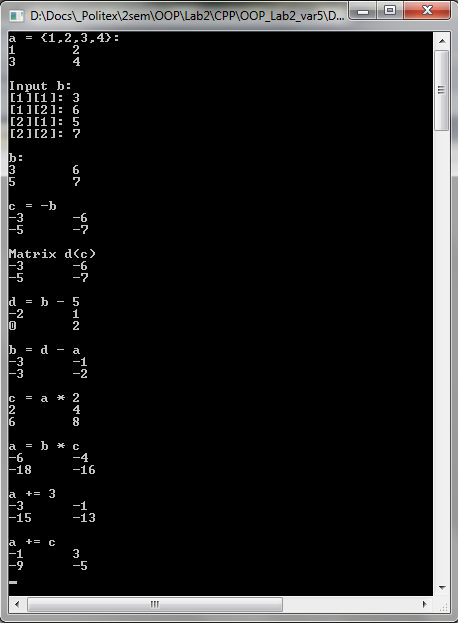 D:\Docs\_Politex\2sem\OOP\Lab2\CPP\OOP_Lab2_var5\D...
a = {1,2,3,4}:
1 2
3 4
Input b:
[1][1]: 3
[1][2]: 6
[2][1]: 5
[2][2]: 7
b:
3 6
5 7
c = -b
-3 -6
-5 -7
Matrix d(c)
-3 -6
-5 -7
d = b - 5
-2 1
0 2
b = d - a
-3 -1
-3 -2
c = a * 2
2 4
6 8
a = b * c
-6 -4
-18 -16
a += 3
-3 -1
-15 -13
a += c
-1 3
-9 -5